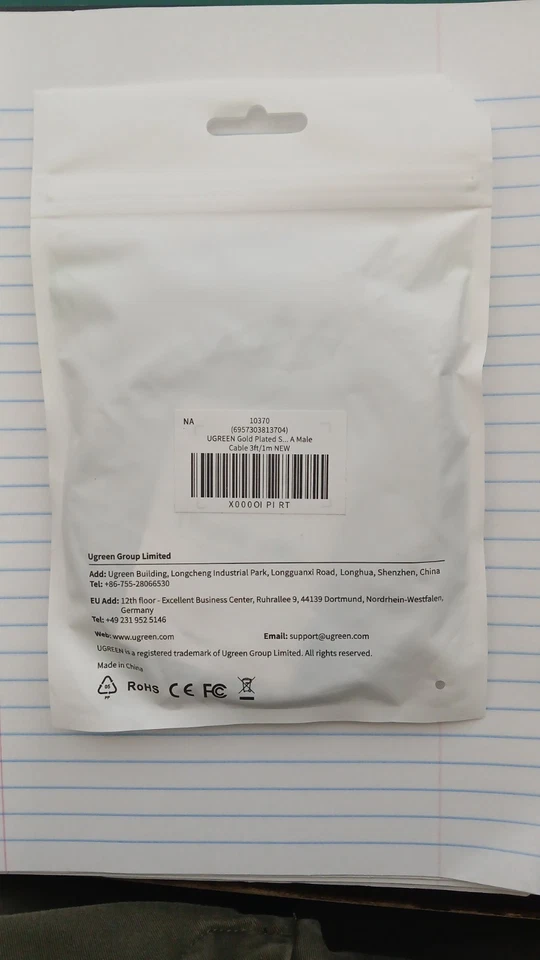 NA
10370
(6957303813704)
UGREEN Gold Plated S... A Male
Cable 3ft/1m NEW
Ugreen Group Limited
Add: Ugreen Building, Longcheng Industrial Park, Longguanxi Road, Longhua, Shenzhen, China
Tel: +86-755-28066530
EU Add: 12th floor - Excellent Business Center, Ruhrallee 9, 44139 Dortmund, Nordrhein-Westfalen,
Germany
Tel: +49 231 952 5146
Web: www.ugreen.com Email: support@ugreen.com
UGREEN is a registered trademark of Ugreen Group Limited. All rights reserved.
Made in China
05
PP
RoHS CE FC